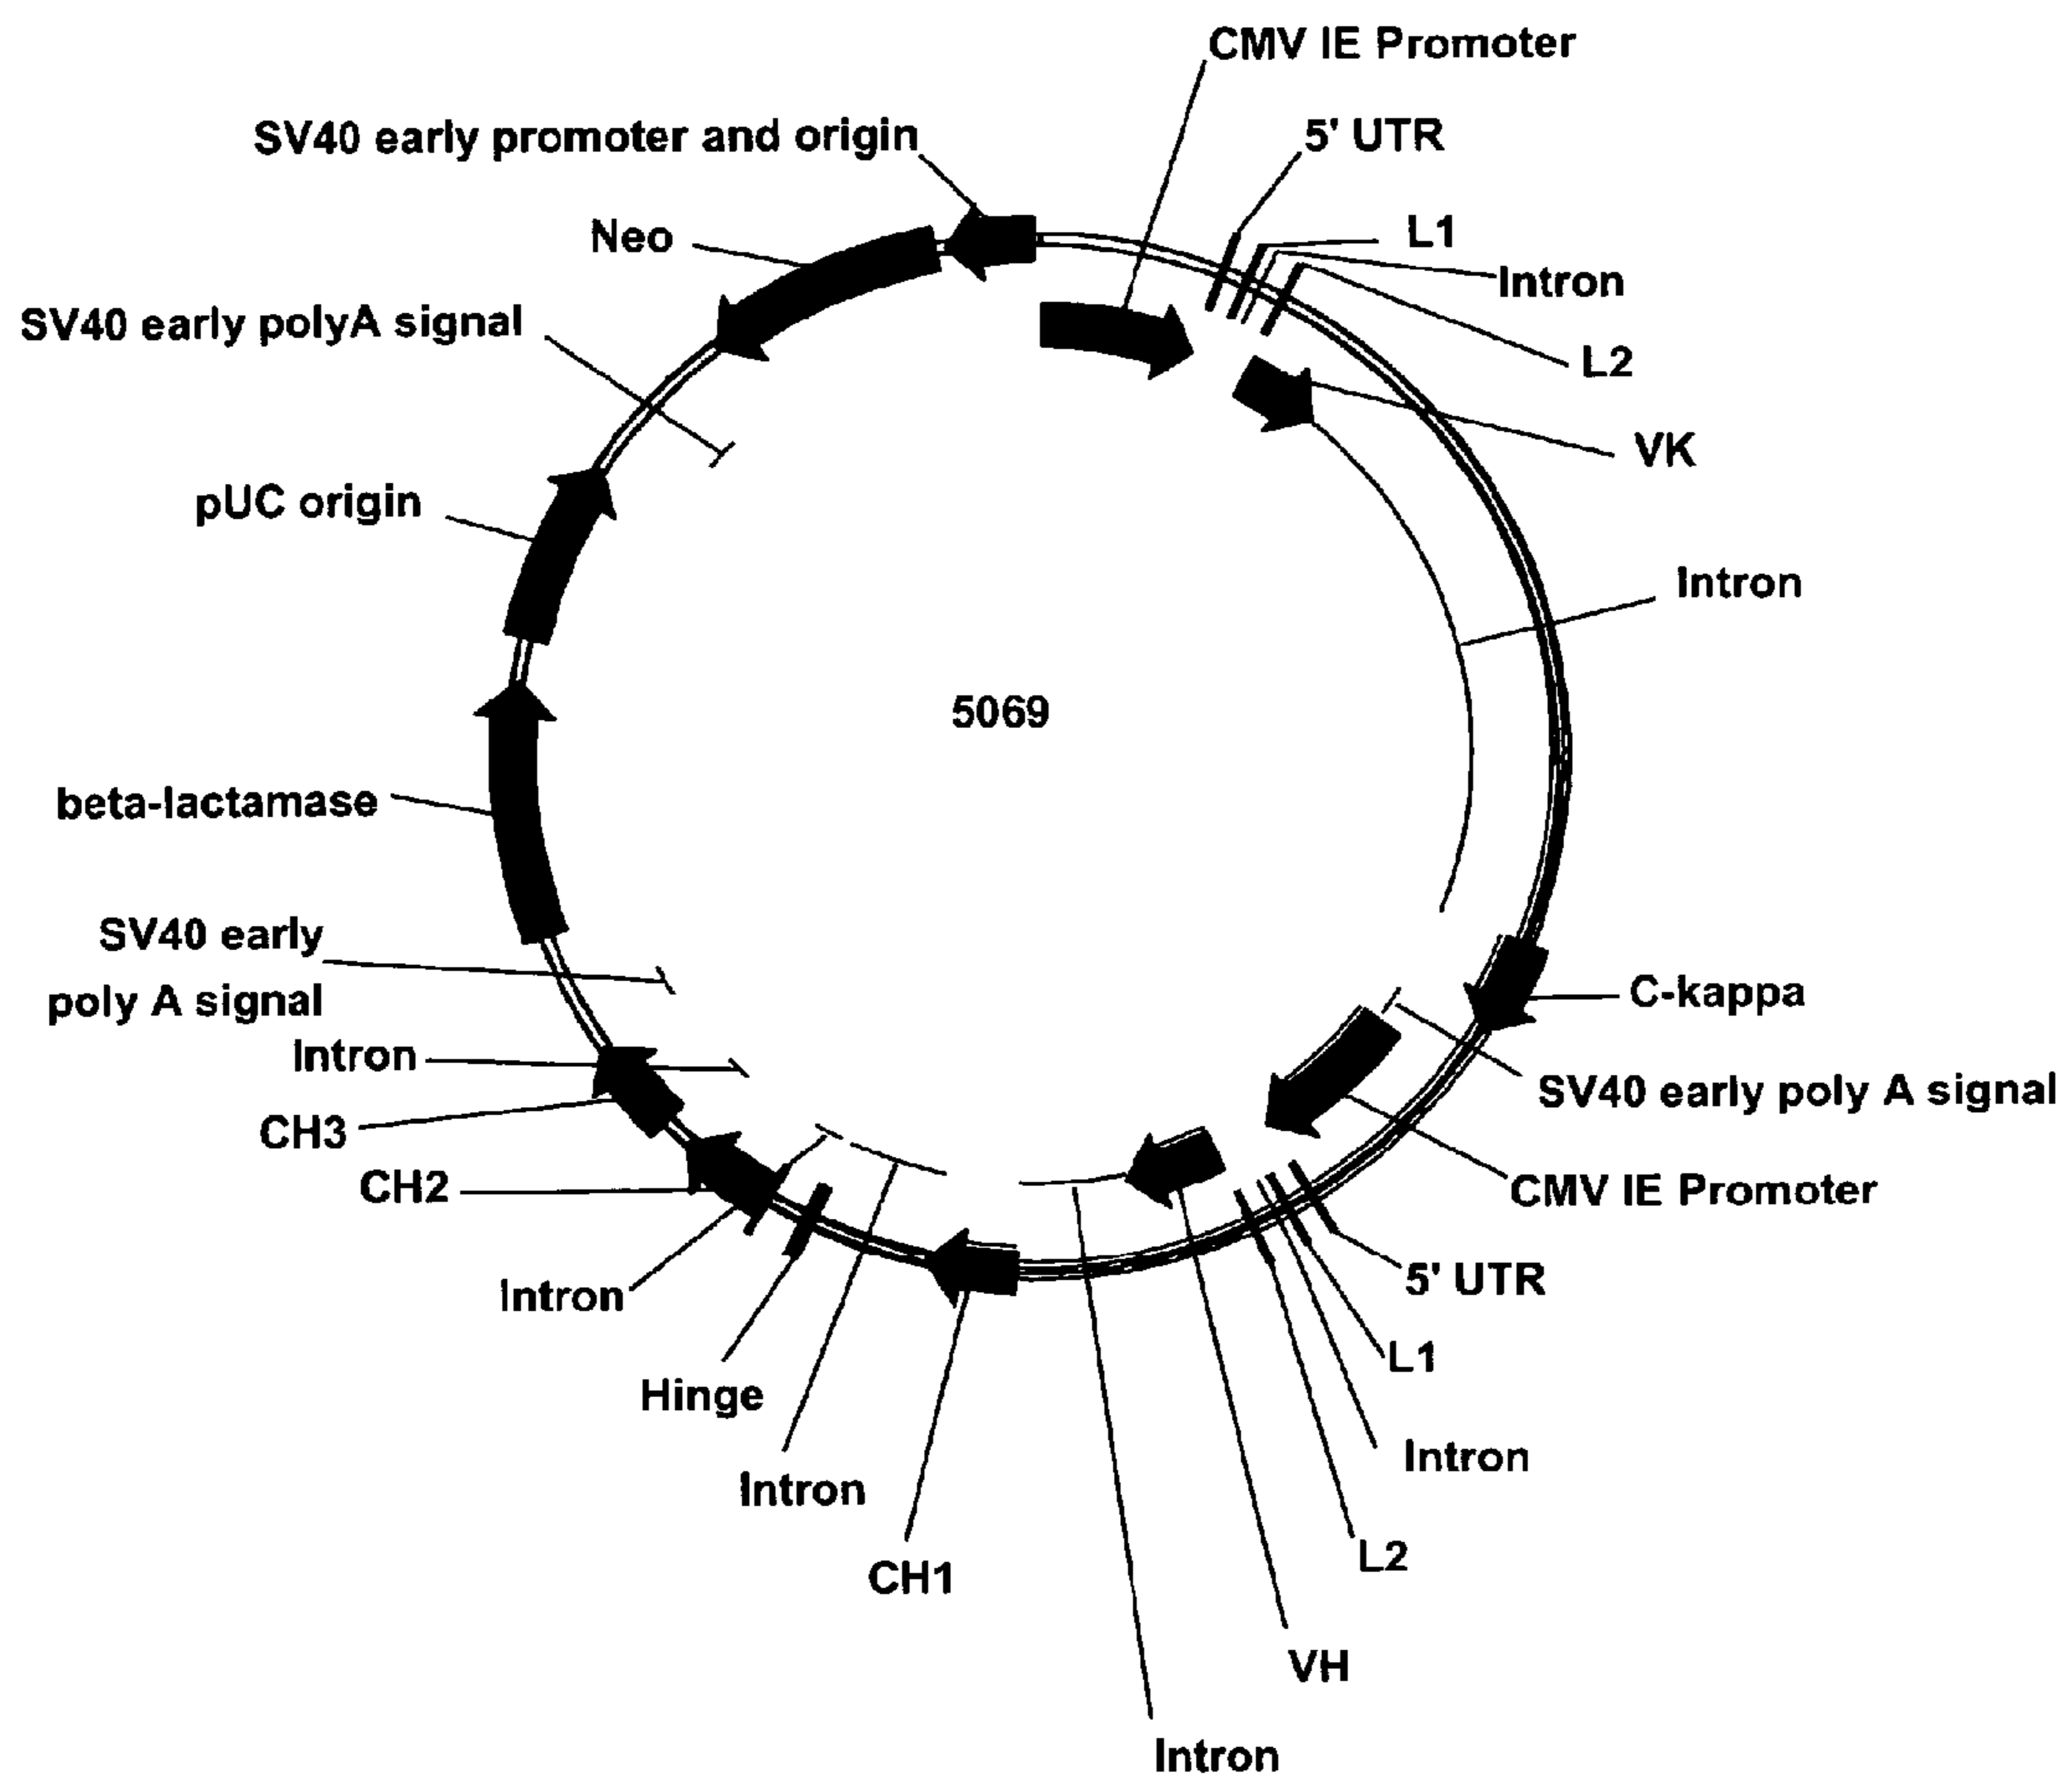 CMV IE Promoter
SV40 early promoter and origin
5' UTR
Neo
L1
Intron
SV40 early polyA signal
L2
VK
pUC origin
Intron
5069
beta-lactamase
SV40 early
poly A signal
C-kappa
Intron
SV40 early poly A signal
CH3
CH2
CMV IE Promoter
Intron
5' UTR
Hinge
L1
Intron
Intron
CH1
L2
VH
Intron